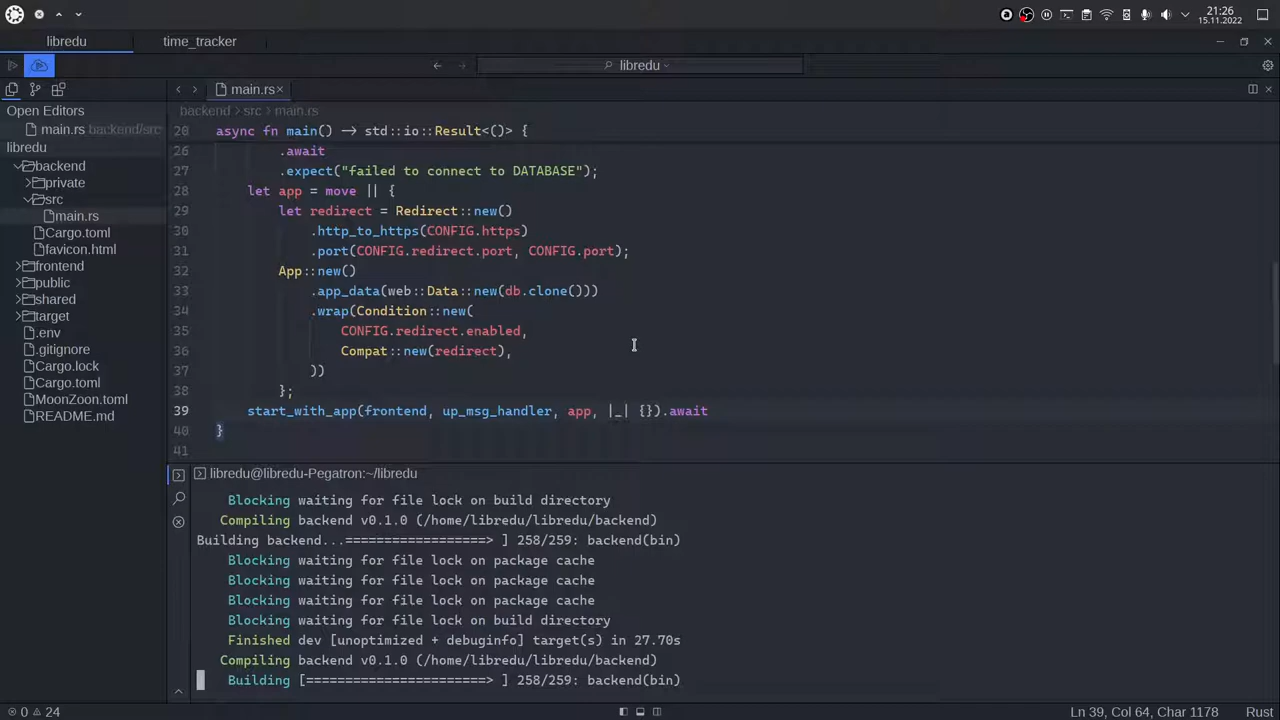 21:26
15.11.2022
libredu
time_tracker
libredu
main.rs
Open Editors
main.rs backend/src
libredu
backend
private
src
main.rs
Cargo.toml
favicon.html
frontend
public
shared
target
.env
.gitignore
Cargo.lock
Cargo.toml
MoonZoon.toml
README.md
backend > src > main.rs
20 async fn main() -> std::io::Result<()> {
26 .await
27 .expect("failed to connect to DATABASE");
28 let app = move || {
29 let redirect = Redirect::new()
30 .http_to_https(CONFIG.https)
31 .port(CONFIG.redirect.port, CONFIG.port);
32 App::new()
33 .app_data(web::Data::new(db.clone()))
34 .wrap(Condition::new(
35 CONFIG.redirect.enabled,
36 Compat::new(redirect),
37 ))
38 };
39 start_with_app(frontend, up_msg_handler, app, |_| {}).await
40 }
41
libredu@libredu-Pegatron:~/libredu
Blocking waiting for file lock on build directory
Compiling backend v0.1.0 (/home/libredu/libredu/backend)
Building backend...==================> ] 258/259: backend(bin)
Blocking waiting for file lock on package cache
Blocking waiting for file lock on package cache
Blocking waiting for file lock on package cache
Blocking waiting for file lock on build directory
Finished dev [unoptimized + debuginfo] target(s) in 27.70s
Compiling backend v0.1.0 (/home/libredu/libredu/backend)
Building [=======================> ] 258/259: backend(bin)
0 24
Ln 39, Col 64, Char 1178
Rust